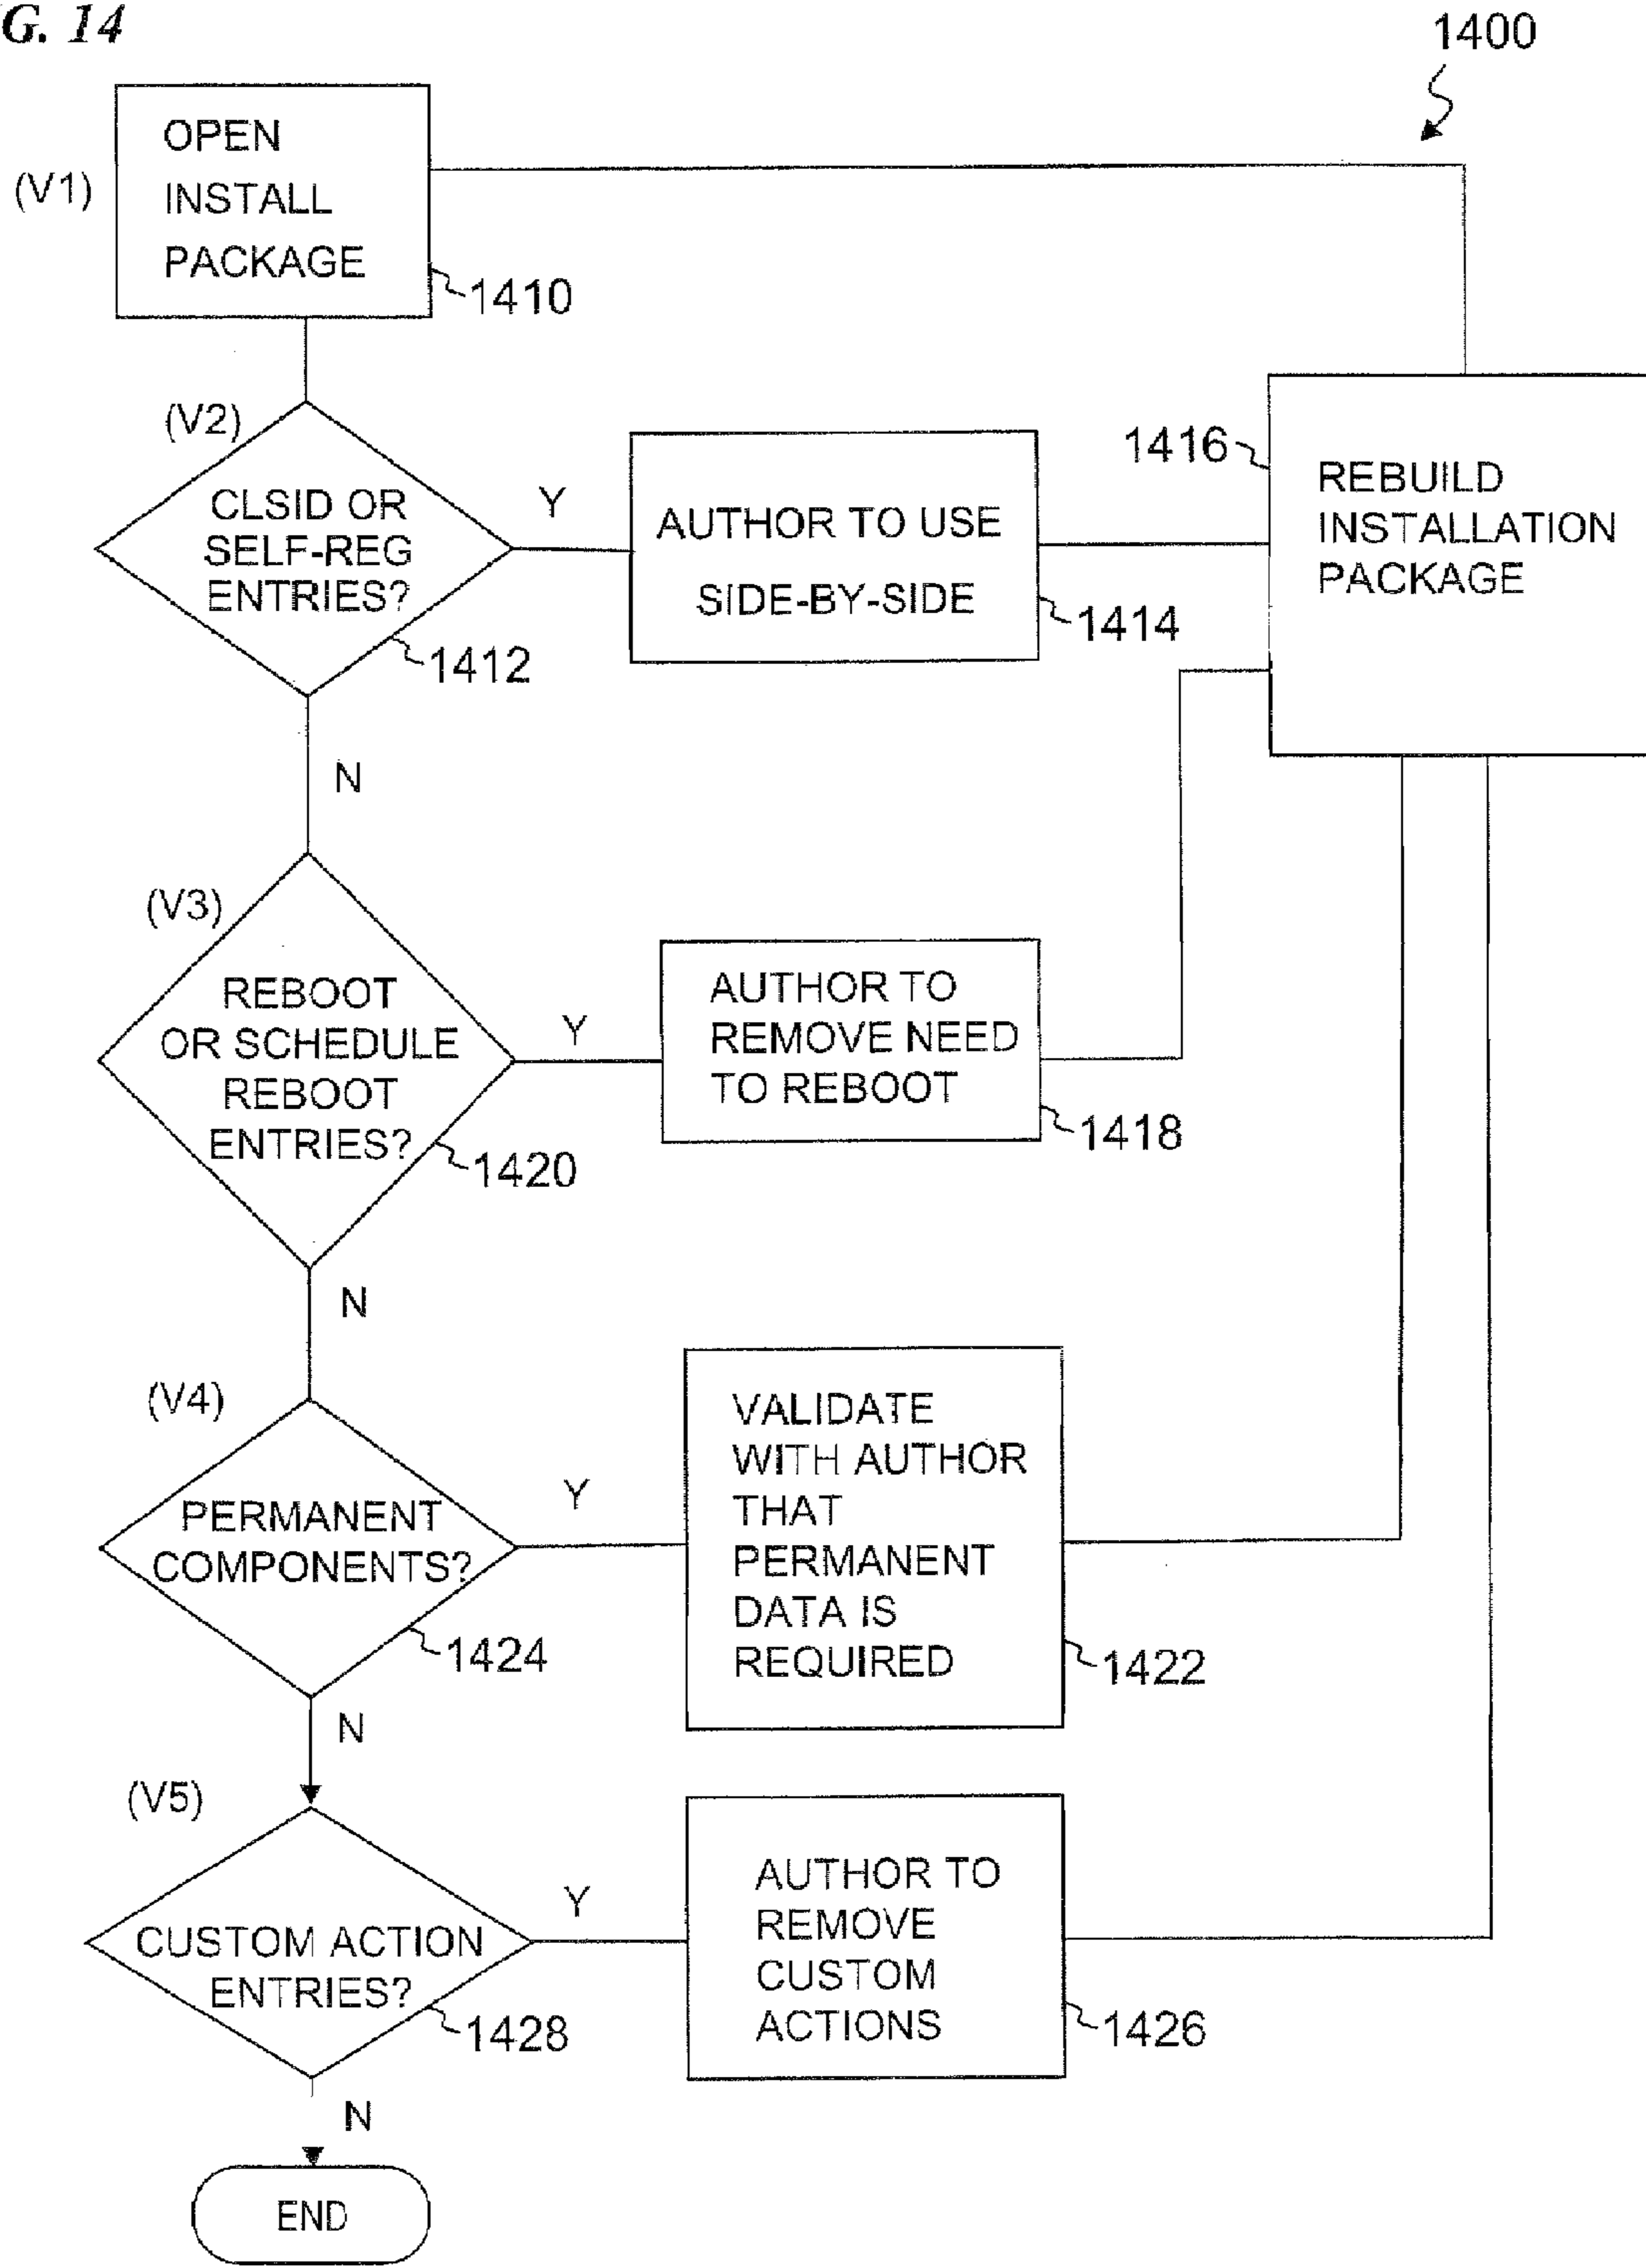 G. 14
1400
OPEN
INSTALL
PACKAGE
(V1)
1410
(V2)
CLSID OR
SELF-REG
ENTRIES?
1412
Y
AUTHOR TO USE
SIDE-BY-SIDE
1414
1416
REBUILD
INSTALLATION
PACKAGE
N
(V3)
REBOOT
OR SCHEDULE
REBOOT
ENTRIES?
1420
Y
AUTHOR TO
REMOVE NEED
TO REBOOT
1418
N
(V4)
PERMANENT
COMPONENTS?
1424
Y
VALIDATE
WITH AUTHOR
THAT
PERMANENT
DATA IS
REQUIRED
1422
N
(V5)
CUSTOM ACTION
ENTRIES?
1428
Y
AUTHOR TO
REMOVE
CUSTOM
ACTIONS
1426
N
END